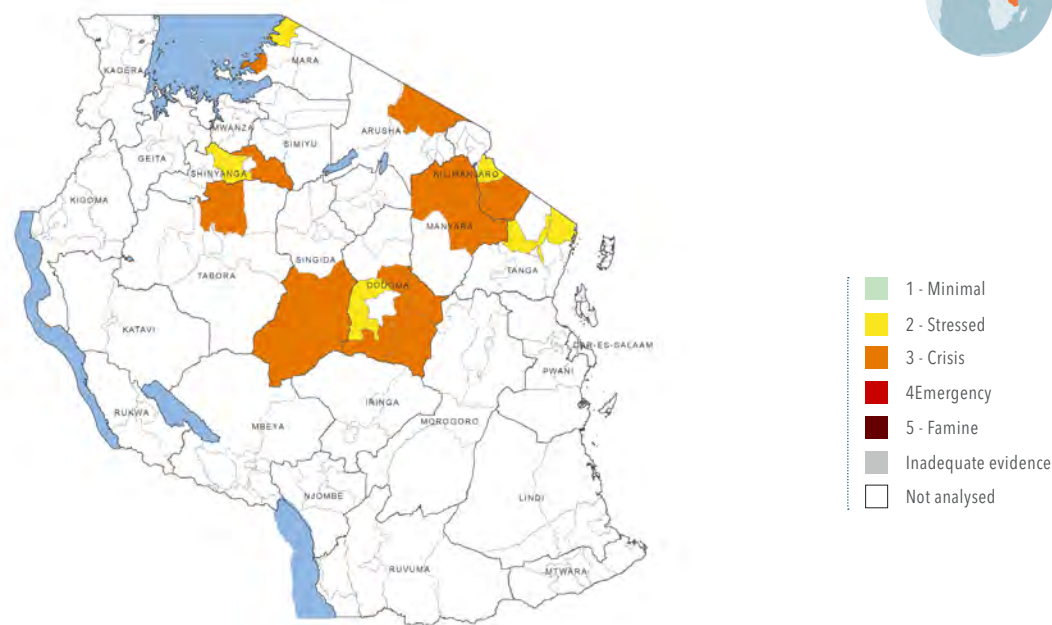 KAGERA
MARA
MWANZA
ARUSHA
SIMIYU
GEITA
SHINYANGA
KILIMANJARO
KIGOMA
MANYARA
SINGIDA
TANGA
TABORA
DODOMA
KATAVI
DAR-ES-SALAAM
PWANI
IRINGA
RUKWA
MBEYA
MOROGORO
NJOMBE
LINDI
RUVUMA
MTWARA
1 - Minimal
2 - Stressed
3 - Crisis
4Emergency
5 - Famine
Inadequate evidence
Not analysed